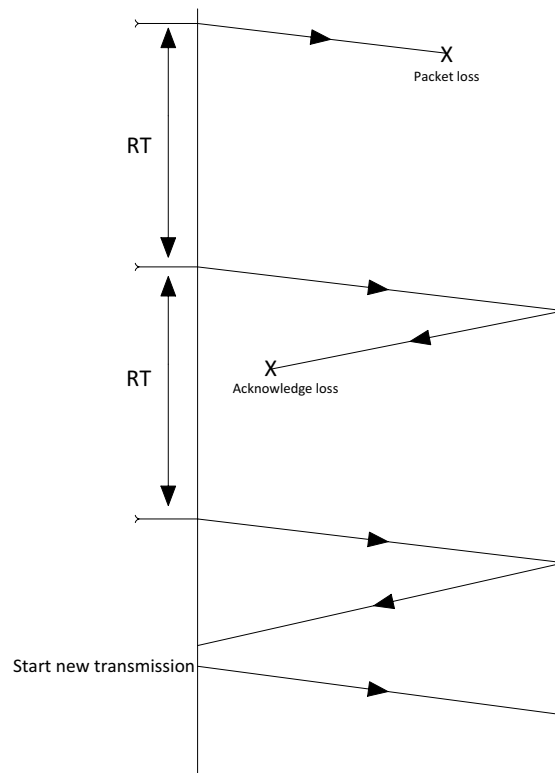 X
Packet loss
RT
X
Acknowledge loss
RT
Start new transmission